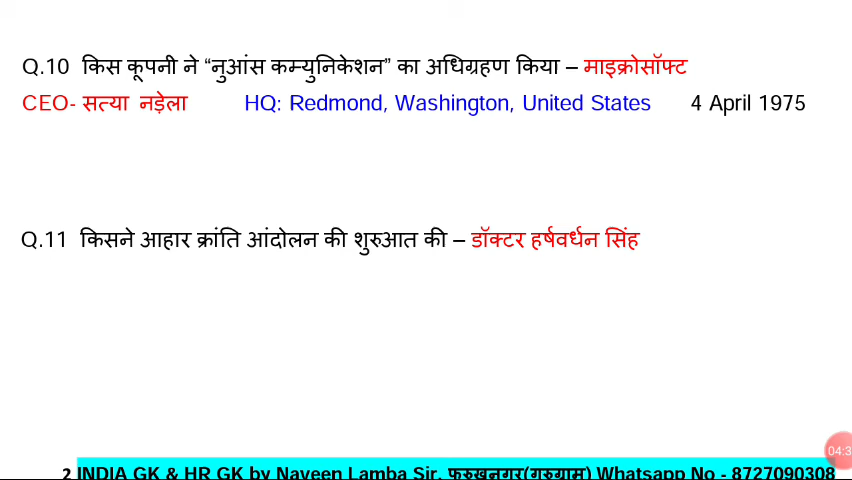 Q.10 किस कूपनी ने “नुआंस कम्युनिकेशन” का अधिग्रहण किया – माइक्रोसॉफ्ट
CEO- सत्या नड़ेला HQ: Redmond, Washington, United States 4 April 1975
Q.11 किसने आहार क्रांति आंदोलन की शुरुआत की – डॉक्टर हर्षवर्धन सिंह
04:3
2 INDIA GK & HR GK by Naveen Lamba Sir, फरुखनगर(गुरुग्राम) Whatsapp No - 8727090308